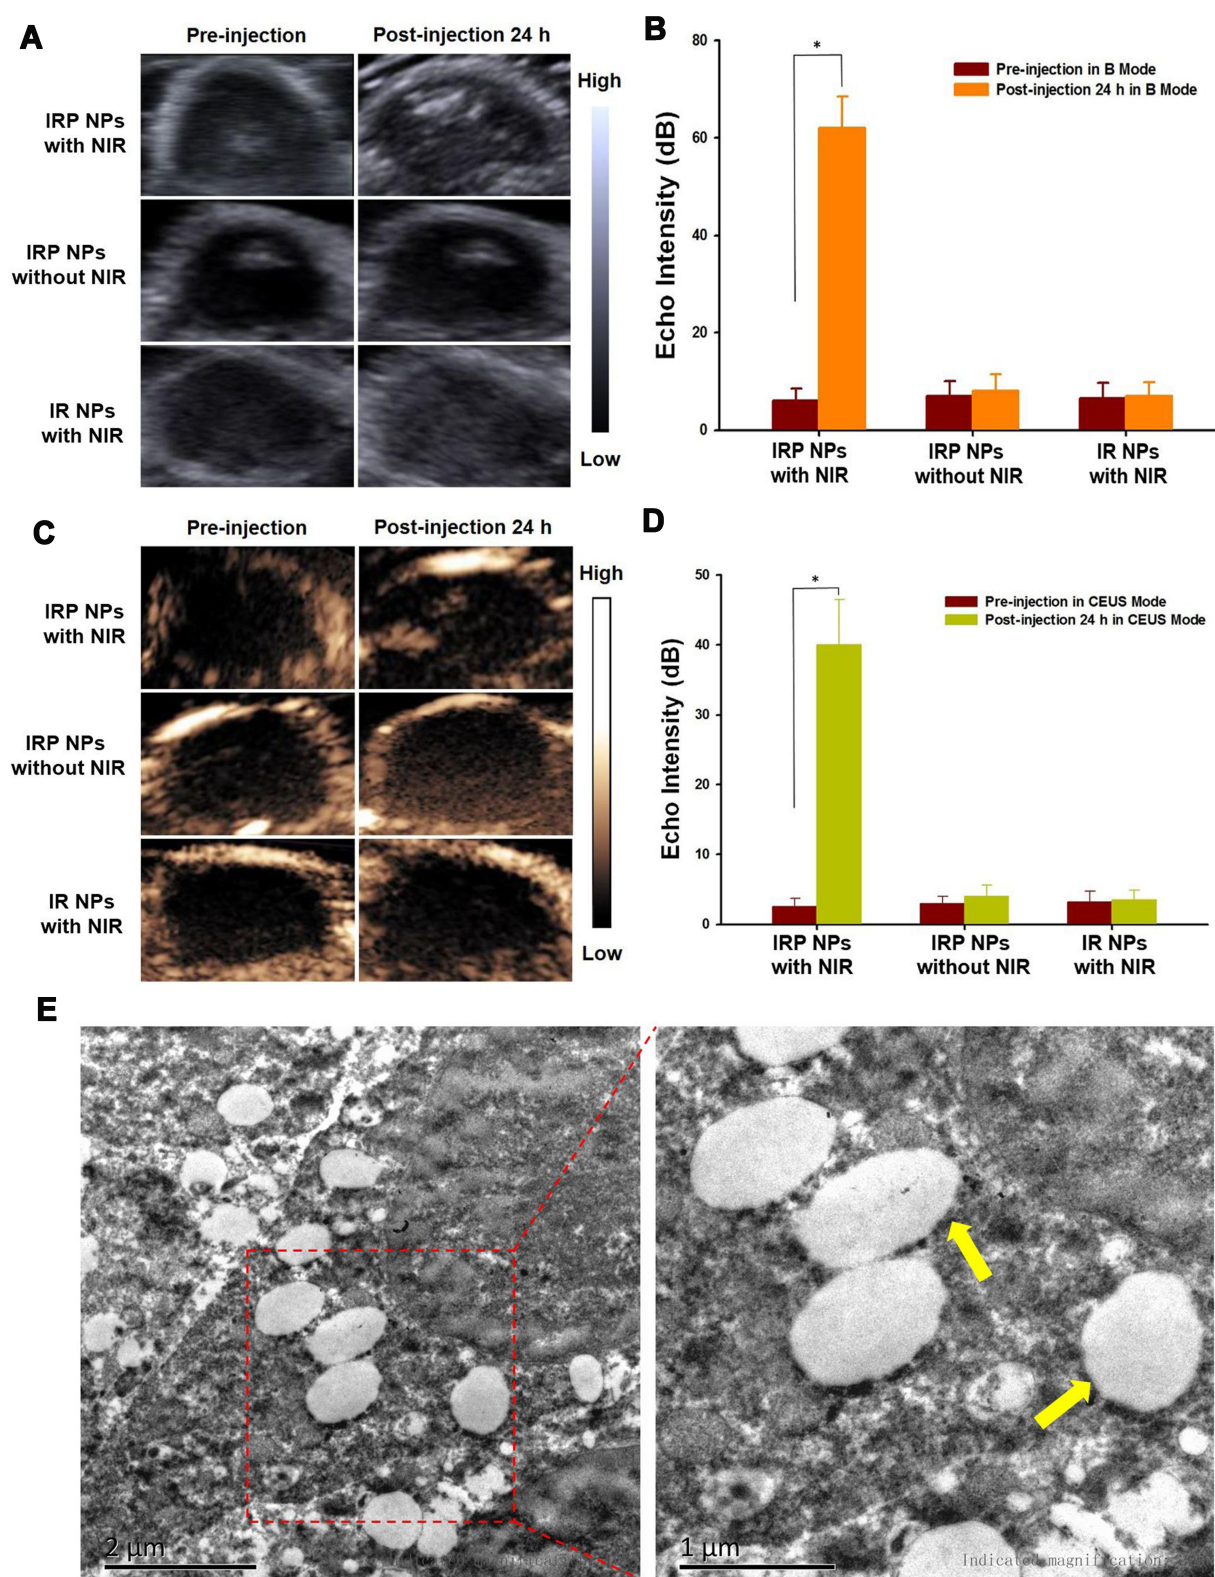 A
Pre-injection
Post-injection 24 h
IRP NPs
with NIR
IRP NPs
without NIR
IR NPs
with NIR
High
Low
B
80
60
40
20
0
Echo Intensity (dB)
*
Pre-injection in B Mode
Post-injection 24 h in B Mode
IRP NPs
with NIR
IRP NPs
without NIR
IR NPs
with NIR
C
Pre-injection
Post-injection 24 h
IRP NPs
with NIR
IRP NPs
without NIR
IR NPs
with NIR
High
Low
D
50
40
30
20
10
0
Echo Intensity (dB)
*
Pre-injection in CEUS Mode
Post-injection 24 h in CEUS Mode
IRP NPs
with NIR
IRP NPs
without NIR
IR NPs
with NIR
E
2 µm
1 µm
Indicated magnification